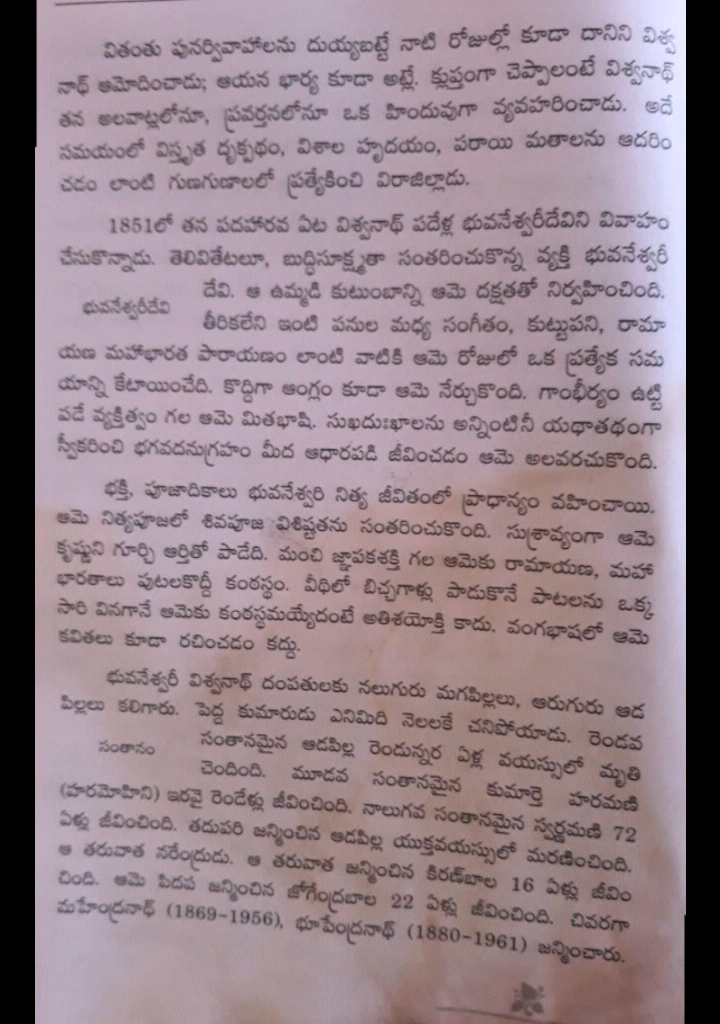 వితంతు పునర్వివాహాలను దుయ్యబట్టే నాటి రోజుల్లో కూడా దానిని విశ్వ
నాథ్ ఆమోదించాడు; ఆయన భార్య కూడా అట్లే. క్లుప్తంగా చెప్పాలంటే విశ్వనాథ్
తన అలవాట్లలోనూ, ప్రవర్తనలోనూ ఒక హిందువుగా వ్యవహరించాడు. అదే
సమయంలో విస్తృత దృక్పథం, విశాల హృదయం, పరాయి మతాలను ఆదరిం
చడం లాంటి గుణగుణాలలో ప్రత్యేకించి విరాజిల్లాడు.
1851లో తన పదహారవ ఏట విశ్వనాథ్ పదేళ్ల భువనేశ్వరీదేవిని వివాహం
చేసుకొన్నాడు. తెలివితేటలూ, బుద్ధిసూక్ష్మతా సంతరించుకొన్న వ్యక్తి భువనేశ్వరీ
దేవి. ఆ ఉమ్మడి కుటుంబాన్ని ఆమె దక్షతతో నిర్వహించింది.
భువనేశ్వరీదేవి
తీరికలేని ఇంటి పనుల మధ్య సంగీతం, కుట్టుపని, రామా
యణ మహాభారత పారాయణం లాంటి వాటికి ఆమె రోజులో ఒక ప్రత్యేక సమ
యాన్ని కేటాయించేది. కొద్దిగా ఆంగ్లం కూడా ఆమె నేర్చుకొంది. గాంభీర్యం ఉట్టి
పడే వ్యక్తిత్వం గల ఆమె మితభాషి. సుఖదుఃఖాలను అన్నింటినీ యథాతథంగా
స్వీకరించి భగవదనుగ్రహం మీద ఆధారపడి జీవించడం ఆమె అలవరచుకొంది.
భక్తి, పూజాదికాలు భువనేశ్వరి నిత్య జీవితంలో ప్రాధాన్యం వహించాయి.
ఆమె నిత్యపూజలో శివపూజ విశిష్టతను సంతరించుకొంది. సుశ్రావ్యంగా ఆమె
కృష్ణుని గూర్చి ఆర్తితో పాడేది. మంచి జ్ఞాపకశక్తి గల ఆమెకు రామాయణ, మహా
భారతాలు పుటలకొద్దీ కంఠస్థం. వీథిలో బిచ్చగాళ్లు పాడుకొనే పాటలను ఒక్క
సారి వినగానే ఆమెకు కంఠస్థమయ్యేదంటే అతిశయోక్తి కాదు. వంగభాషలో ఆమె
కవితలు కూడా రచించడం కద్దు.
భువనేశ్వరీ విశ్వనాథ్ దంపతులకు నలుగురు మగపిల్లలు, ఆరుగురు ఆడ
పిల్లలు కలిగారు. పెద్ద కుమారుడు ఎనిమిది నెలలకే చనిపోయాడు. రెండవ
సంతానమైన ఆడపిల్ల రెండున్నర ఏళ్ల వయస్సులో మృతి
సంతానం
చెందింది. మూడవ సంతానమైన కుమార్తె హరమణి
(హరమోహిని) ఇరవై రెండేళ్లు జీవించింది. నాలుగవ సంతానమైన స్వర్ణమణి 72
ఏళ్లు జీవించింది. తదుపరి జన్మించిన ఆడపిల్ల యుక్తవయస్సులో మరణించింది.
ఆ తరువాత నరేంద్రుడు. ఆ తరువాత జన్మించిన కిరణ్‌బాల 16 ఏళ్లు జీవిం
చింది. ఆమె పిదప జన్మించిన జోగేంద్రబాల 22 ఏళ్లు జీవించింది. చివరగా
మహేంద్రనాథ్ (1869-1956), భూపేంద్రనాథ్ (1880-1961) జన్మించారు.